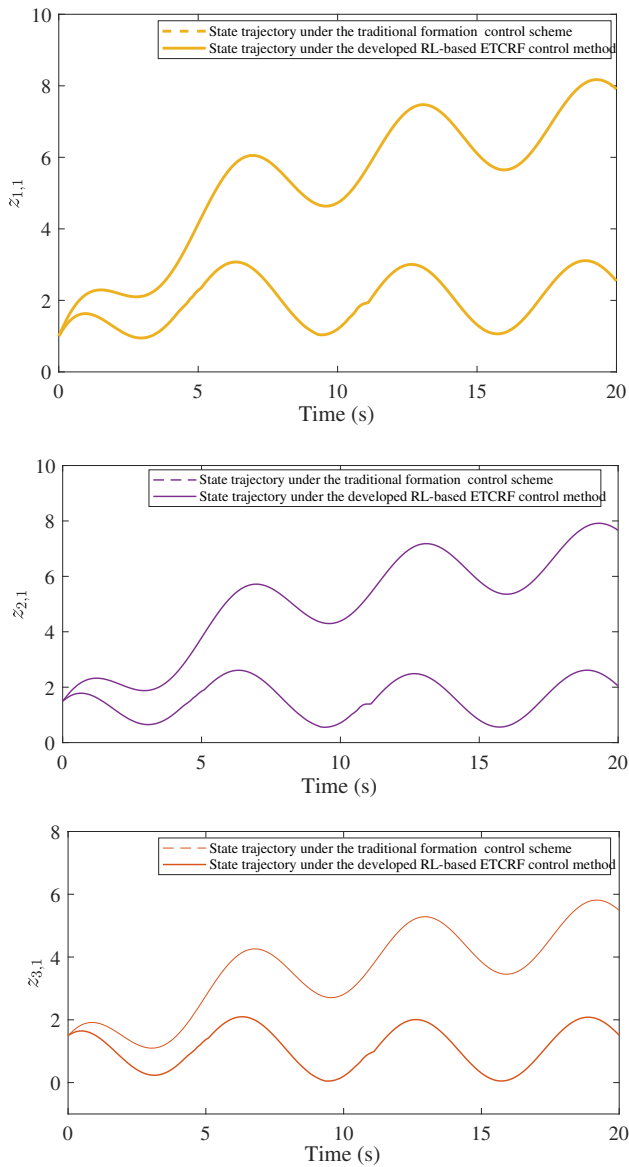 10
State trajectory under the traditional formation control scheme
State trajectory under the developed RL-based ETCRF control method
8
6
z1,1
4
2
0
0 5 10 15 20
Time (s)
10
State trajectory under the traditional formation control scheme
State trajectory under the developed RL-based ETCRF control method
8
6
z2,1
4
2
0
0 5 10 15 20
Time (s)
8
State trajectory under the traditional formation control scheme
State trajectory under the developed RL-based ETCRF control method
6
4
z3,1
2
0
0 5 10 15 20
Time (s)